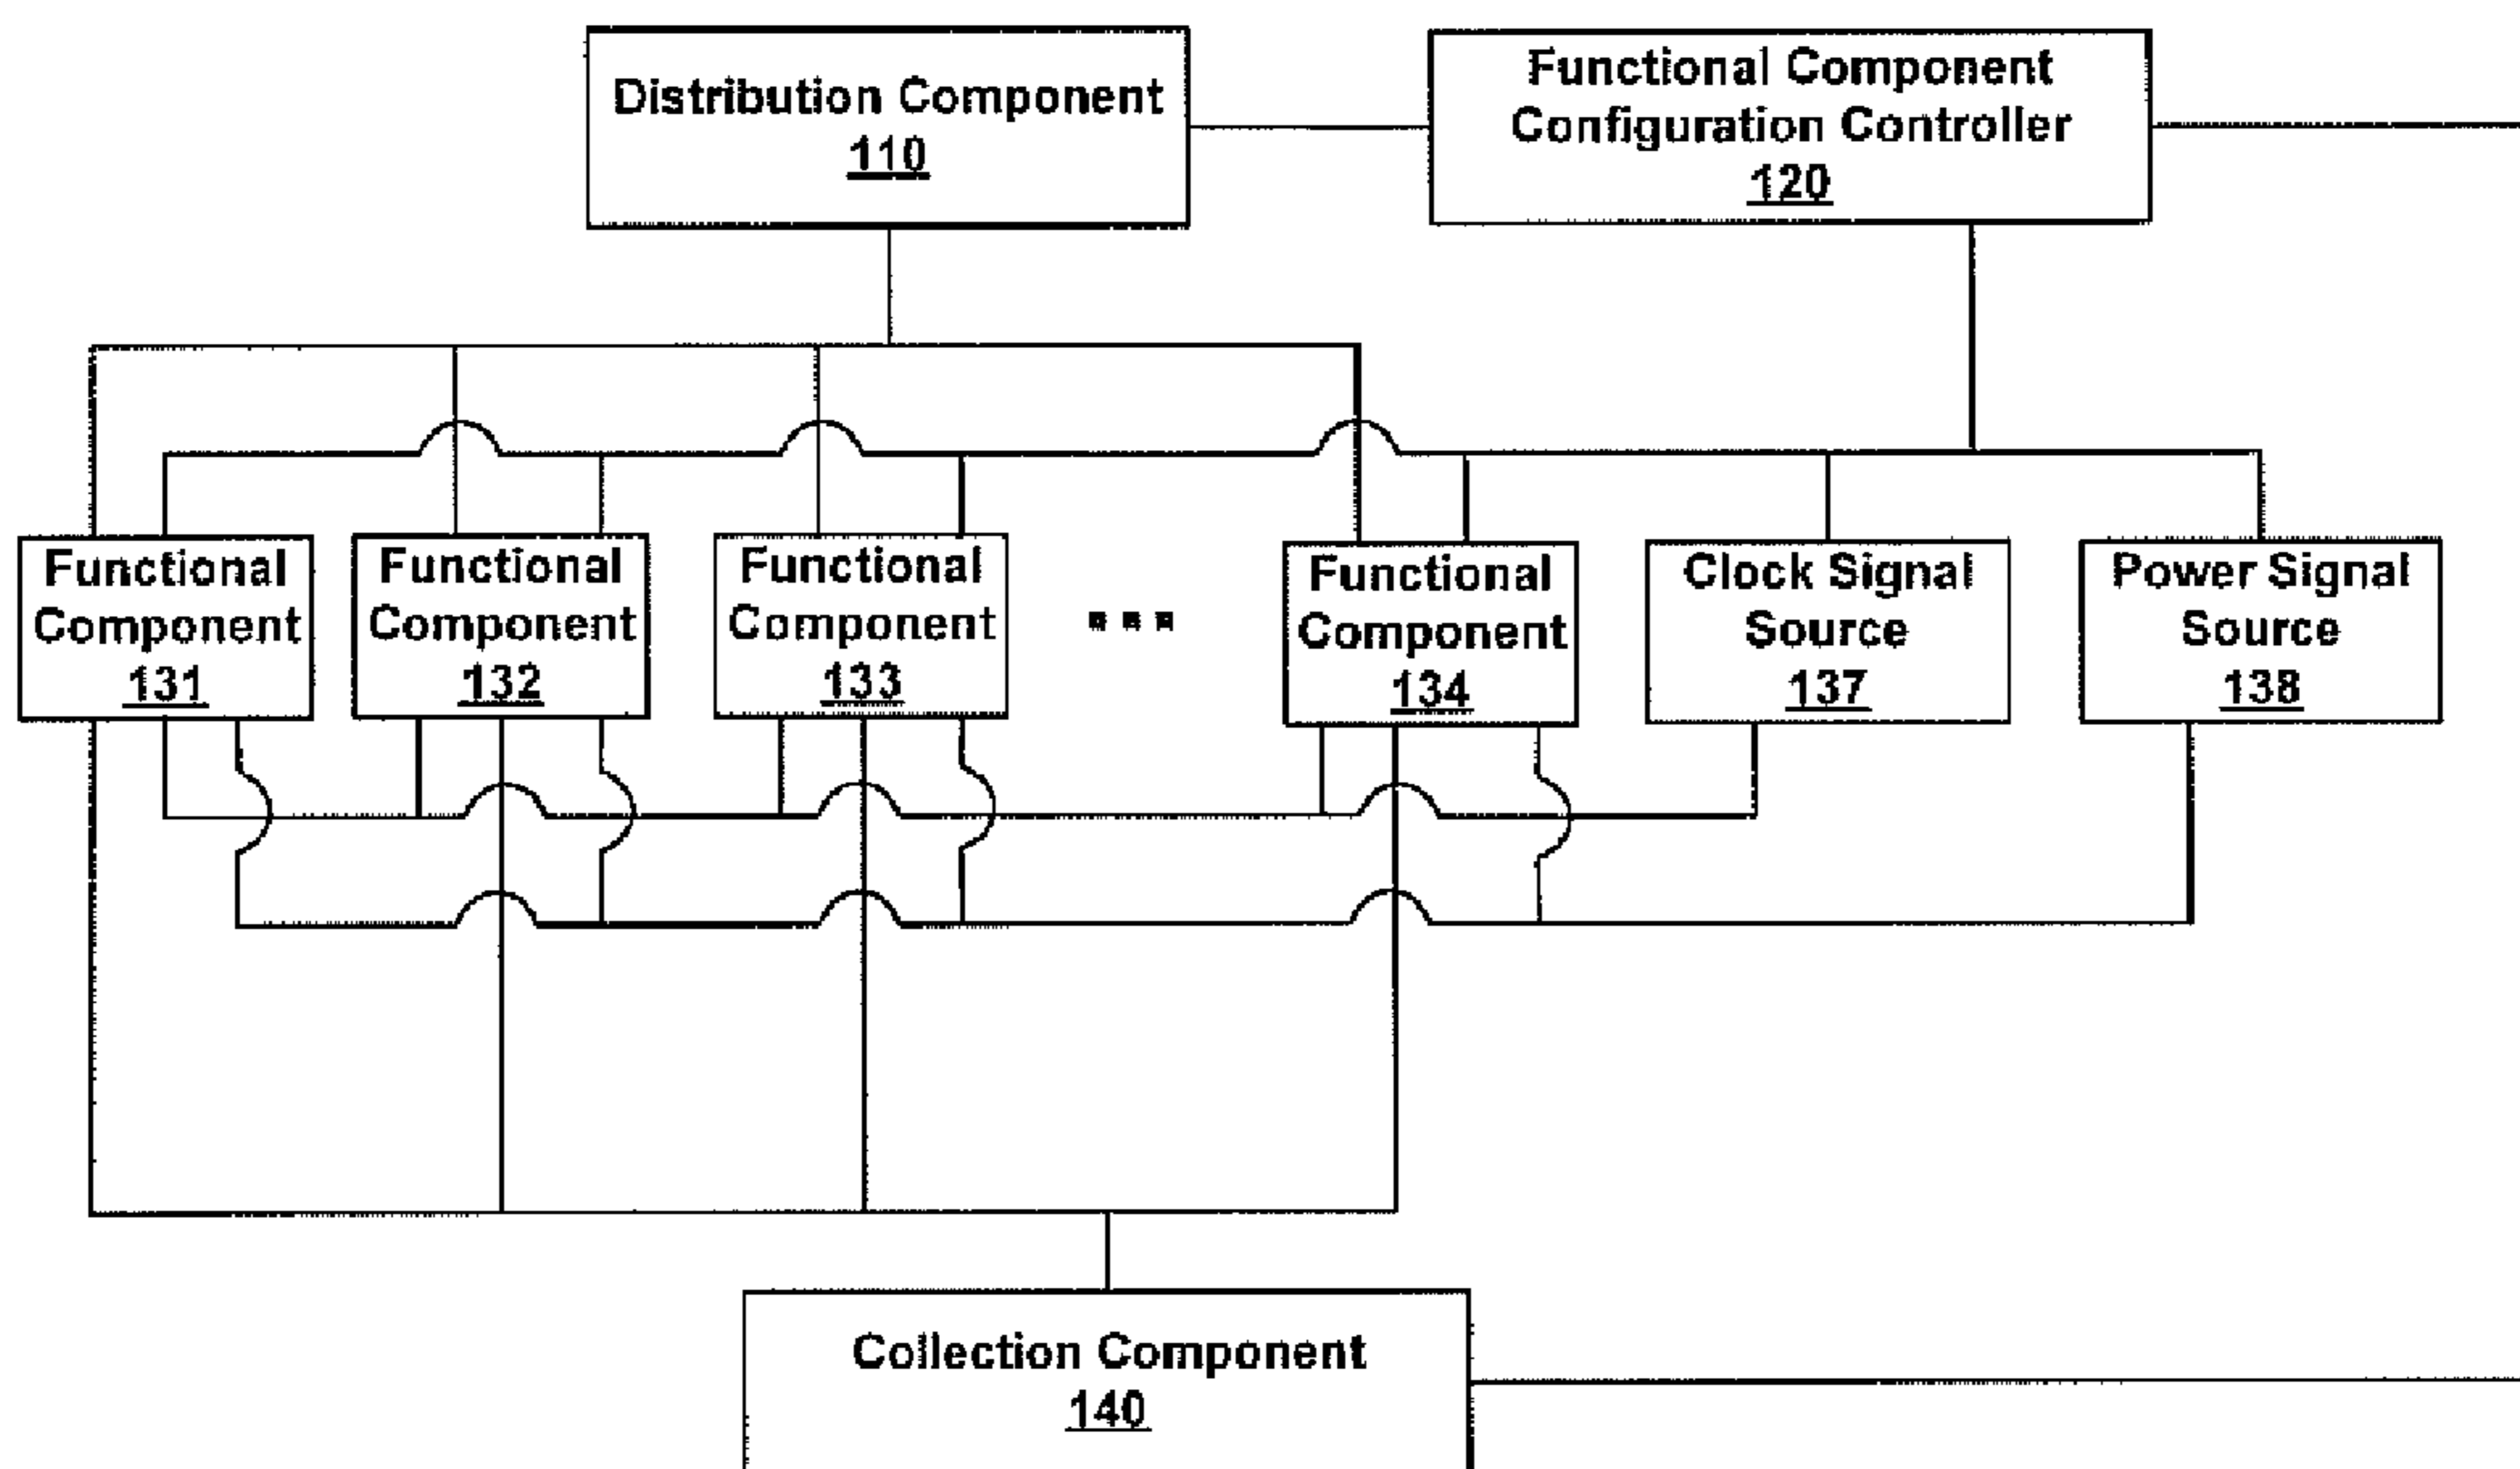 Distribution Component
110
Functional Component
Configuration Controller
120
Functional
Component
131
Functional
Component
132
Functional
Component
133
Functional
Component
134
Clock Signal
Source
137
Power Signal
Source
138
Collection Component
140